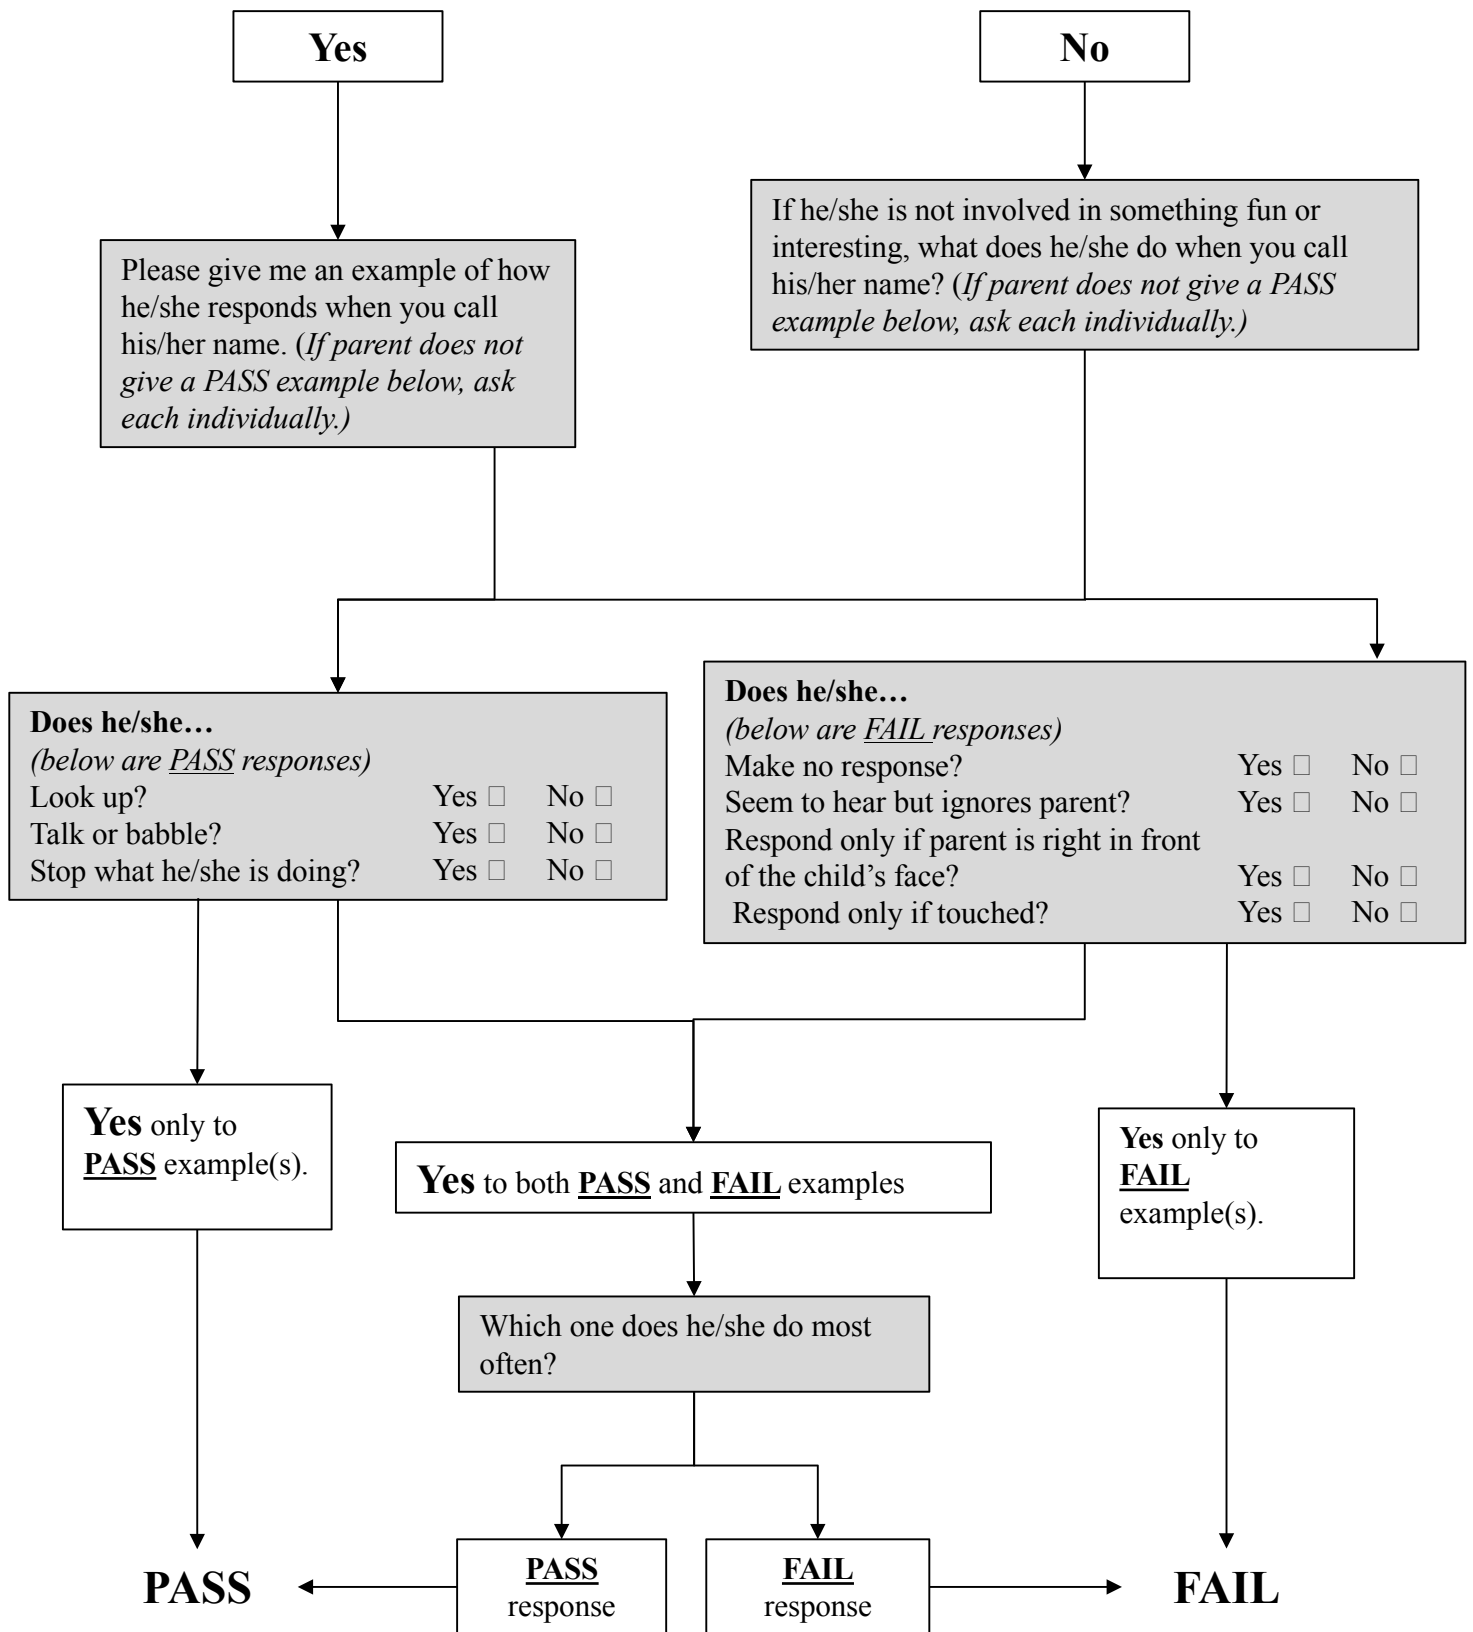 Yes
No
If he/she is not involved in something fun or
interesting, what does he/she do when you call
his/her name? (If parent does not give a PASS
example below, ask each individually.)
Please give me an example of how
he/she responds when you call
his/her name. (If parent does not
give a PASS example below, ask
each individually.)
Does he/she…
(below are PASS responses)
Look up? Yes □ No □
Talk or babble? Yes □ No □
Stop what he/she is doing? Yes □ No □
Does he/she…
(below are FAIL responses)
Make no response? Yes □ No □
Seem to hear but ignores parent? Yes □ No □
Respond only if parent is right in front
of the child’s face? Yes □ No □
Respond only if touched? Yes □ No □
Yes only to
PASS example(s).
Yes to both PASS and FAIL examples
Yes only to
FAIL
example(s).
Which one does he/she do most
often?
PASS
PASS
response
FAIL
response
FAIL